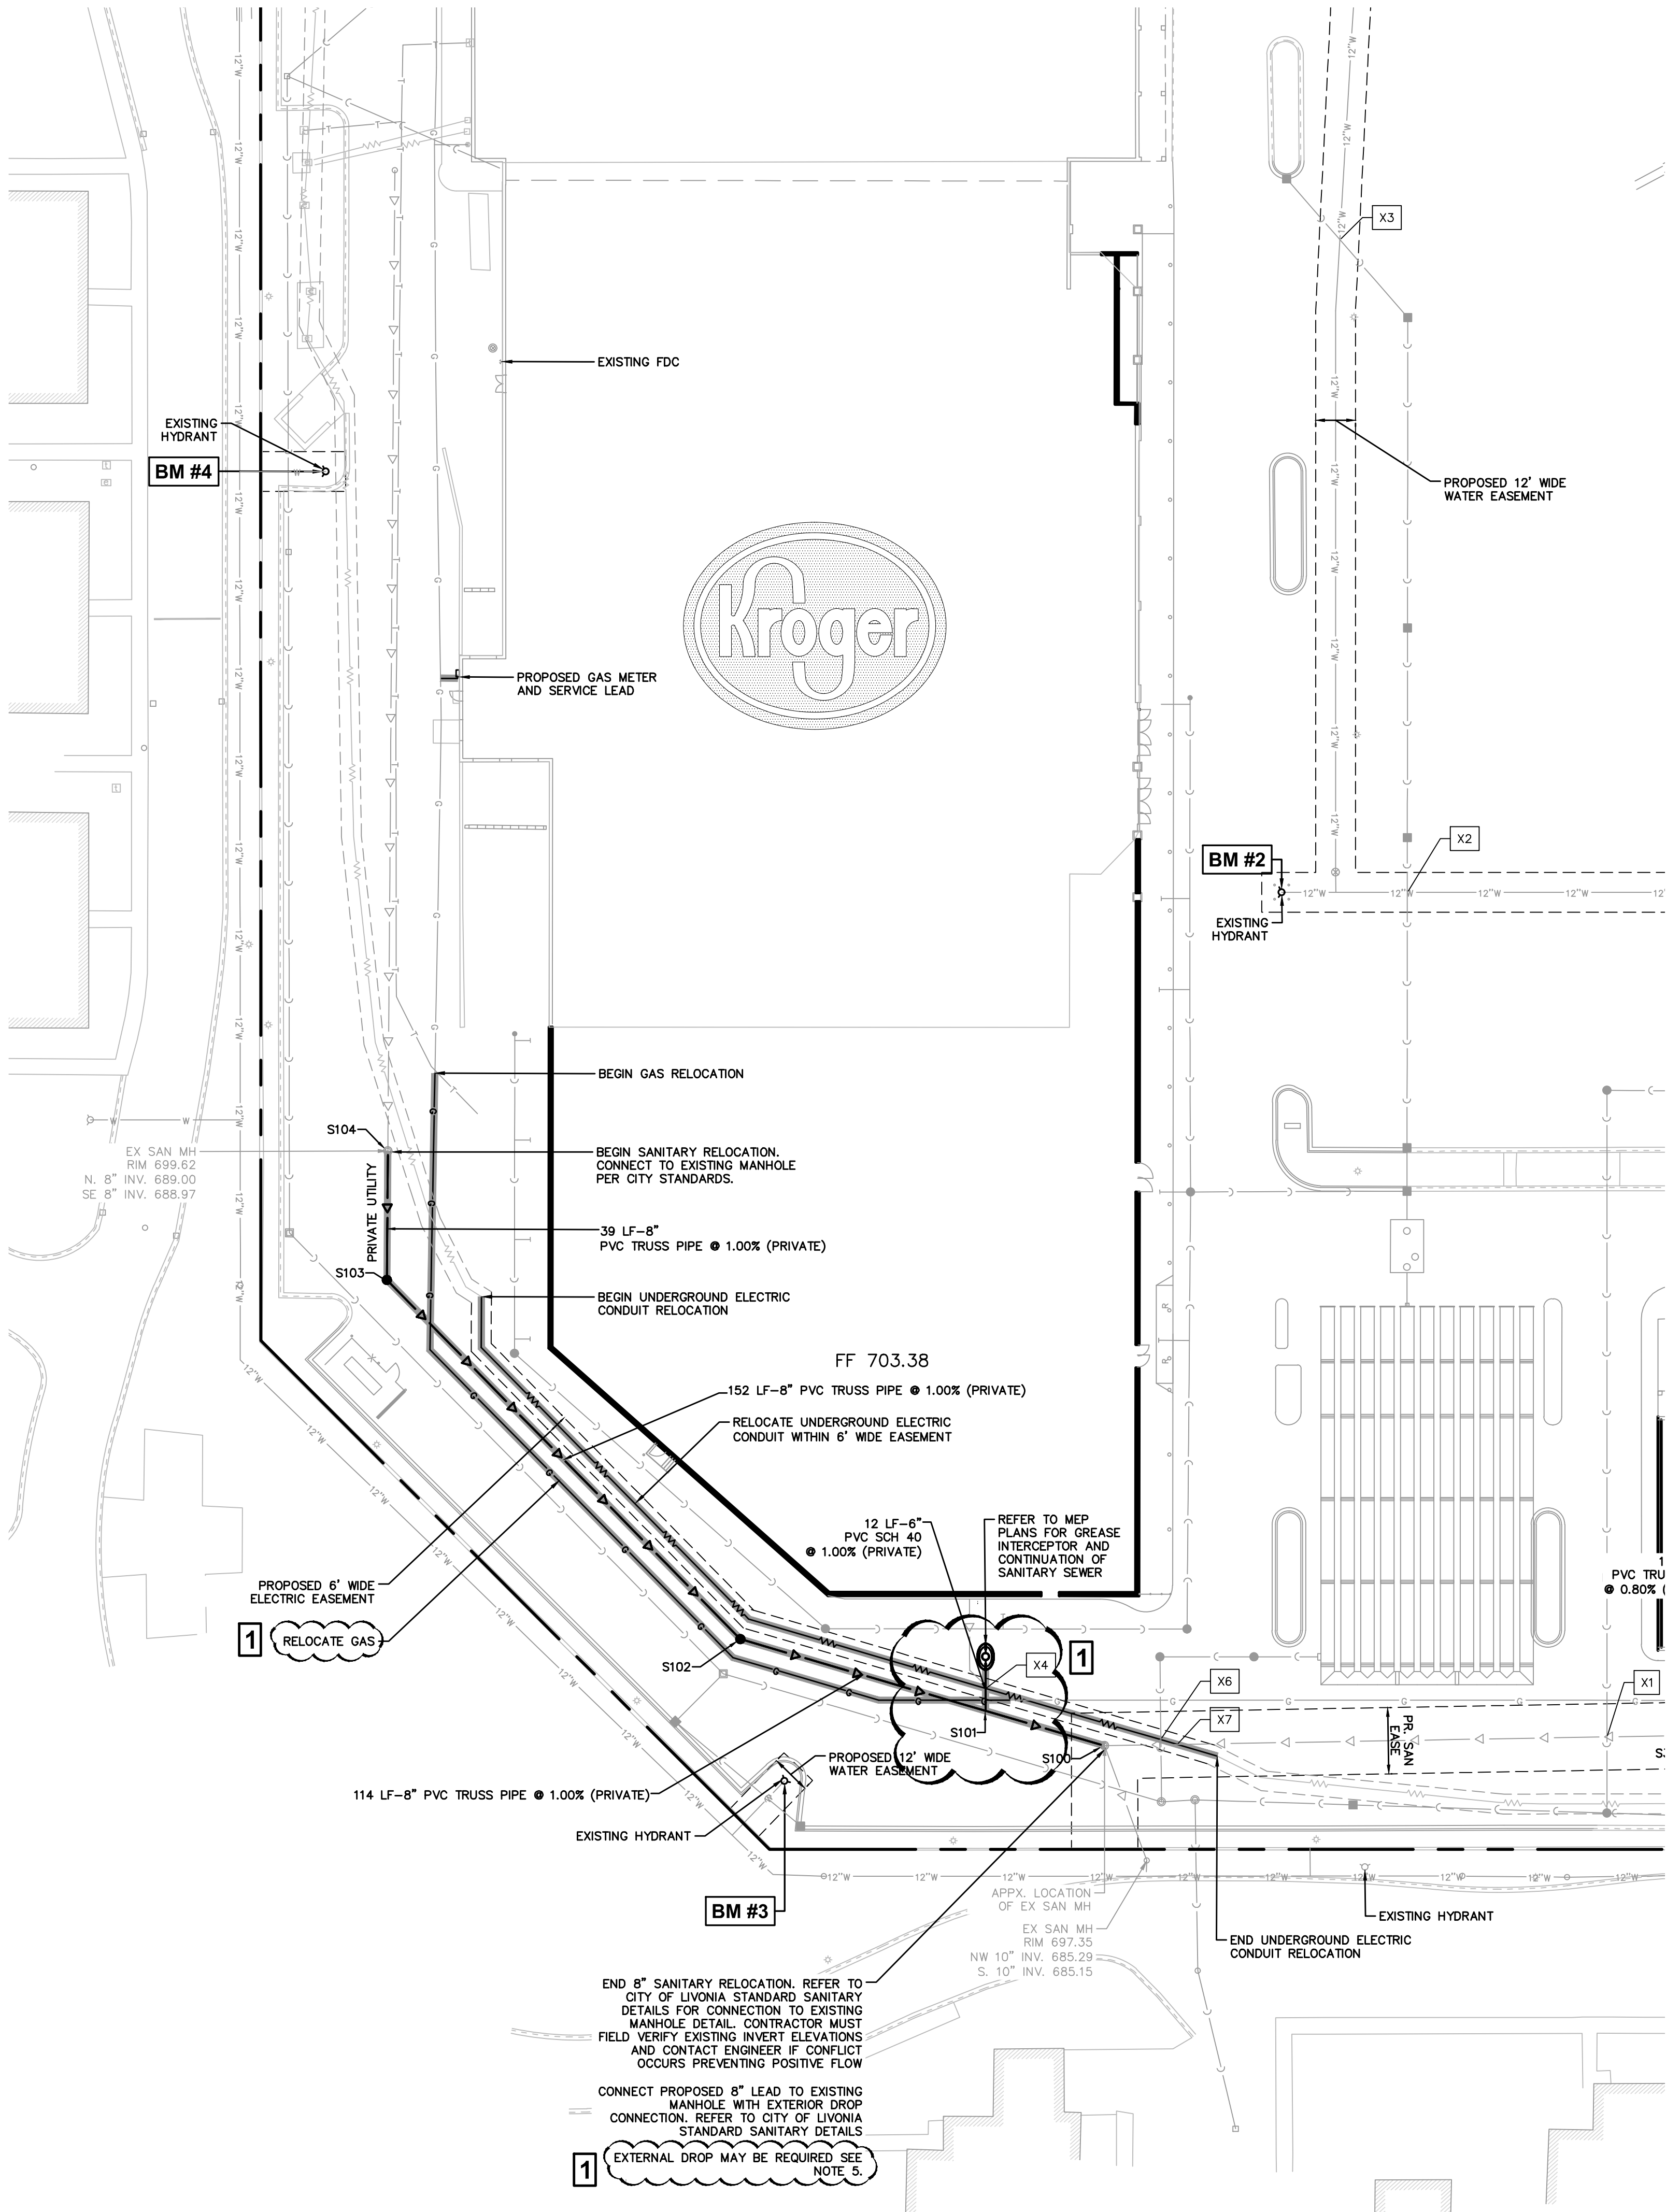 X3
EXISTING FDC
EXISTING
HYDRANT
BM #4
PROPOSED 12' WIDE
WATER EASEMENT
Kroger
PROPOSED GAS METER
AND SERVICE LEAD
X2
BM #2
EXISTING
HYDRANT
12"W
12"W
12"W
12"W
BEGIN GAS RELOCATION
S104
EX SAN MH
RIM 699.62
N. 8" INV. 689.00
SE 8" INV. 688.97
PRIVATE UTILITY
BEGIN SANITARY RELOCATION.
CONNECT TO EXISTING MANHOLE
PER CITY STANDARDS.
39 LF-8"
PVC TRUSS PIPE @ 1.00% (PRIVATE)
S103
BEGIN UNDERGROUND ELECTRIC
CONDUIT RELOCATION
FF 703.38
152 LF-8" PVC TRUSS PIPE @ 1.00% (PRIVATE)
RELOCATE UNDERGROUND ELECTRIC
CONDUIT WITHIN 6' WIDE EASEMENT
12 LF-6"
PVC SCH 40
@ 1.00% (PRIVATE)
REFER TO MEP
PLANS FOR GREASE
INTERCEPTOR AND
CONTINUATION OF
SANITARY SEWER
PVC TRU
@ 0.80% (
PROPOSED 6' WIDE
ELECTRIC EASEMENT
1
RELOCATE GAS
S102
X4
1
X6
X1
X7
S101
S100
PR. SAN
EASE.
PROPOSED 12' WIDE
WATER EASEMENT
114 LF-8" PVC TRUSS PIPE @ 1.00% (PRIVATE)
EXISTING HYDRANT
BM #3
APPX. LOCATION
OF EX SAN MH
EX SAN MH
RIM 697.35
NW 10" INV. 685.29
S. 10" INV. 685.15
EXISTING HYDRANT
END UNDERGROUND ELECTRIC
CONDUIT RELOCATION
END 8" SANITARY RELOCATION. REFER TO
CITY OF LIVONIA STANDARD SANITARY
DETAILS FOR CONNECTION TO EXISTING
MANHOLE DETAIL. CONTRACTOR MUST
FIELD VERIFY EXISTING INVERT ELEVATIONS
AND CONTACT ENGINEER IF CONFLICT
OCCURS PREVENTING POSITIVE FLOW
CONNECT PROPOSED 8" LEAD TO EXISTING
MANHOLE WITH EXTERIOR DROP
CONNECTION. REFER TO CITY OF LIVONIA
STANDARD SANITARY DETAILS
1
EXTERNAL DROP MAY BE REQUIRED SEE
NOTE 5.